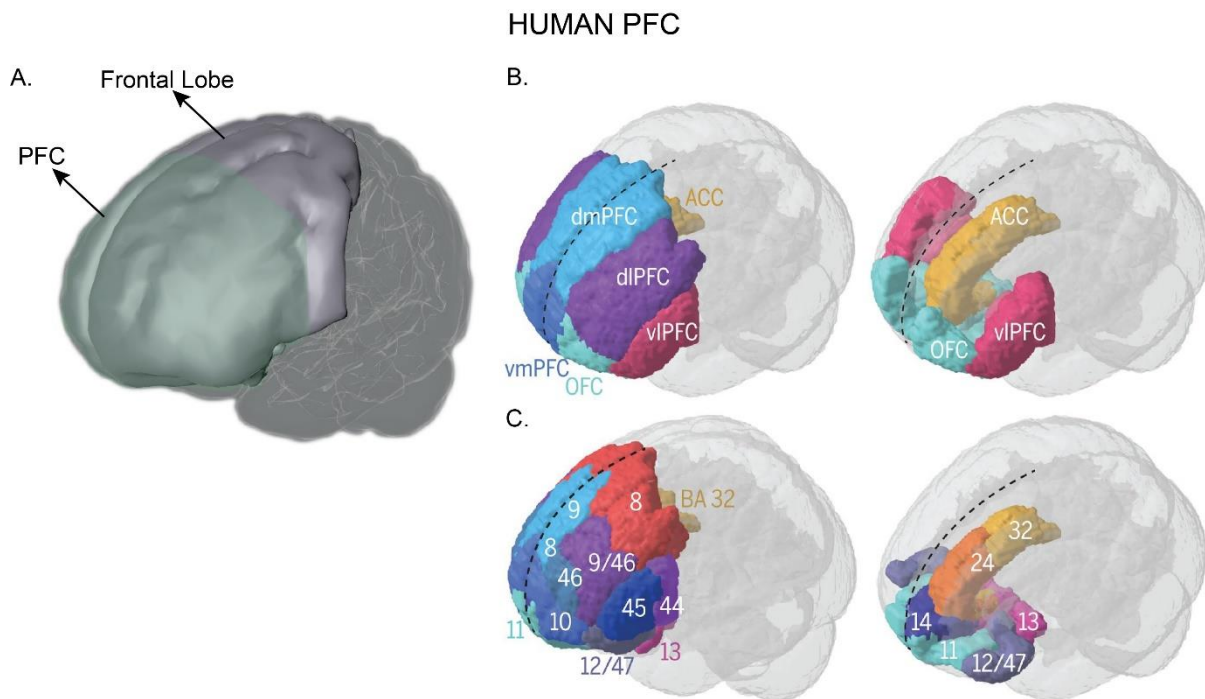 HUMAN PFC
A.
Frontal Lobe
PFC
B.
dmPFC
ACC
dlPFC
vlPFC
vmPFC
OFC
ACC
vlPFC
OFC
C.
9
8
BA 32
8
9/46
46
45
44
10
11
13
12/47
32
24
14
13
11
12/47